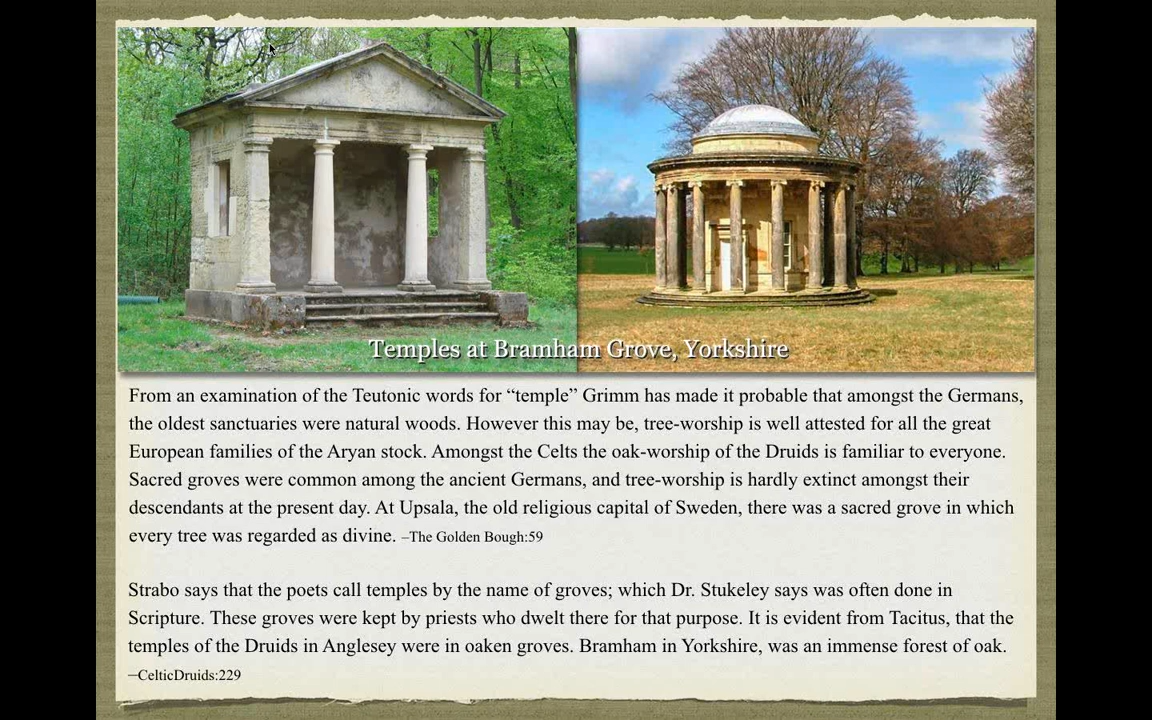 Temples at Bramham Grove, Yorkshire
From an examination of the Teutonic words for “temple” Grimm has made it probable that amongst the Germans,
the oldest sanctuaries were natural woods. However this may be, tree-worship is well attested for all the great
European families of the Aryan stock. Amongst the Celts the oak-worship of the Druids is familiar to everyone.
Sacred groves were common among the ancient Germans, and tree-worship is hardly extinct amongst their
descendants at the present day. At Upsala, the old religious capital of Sweden, there was a sacred grove in which
every tree was regarded as divine. –The Golden Bough:59
Strabo says that the poets call temples by the name of groves; which Dr. Stukeley says was often done in
Scripture. These groves were kept by priests who dwelt there for that purpose. It is evident from Tacitus, that the
temples of the Druids in Anglesey were in oaken groves. Bramham in Yorkshire, was an immense forest of oak.
–CelticDruids:229